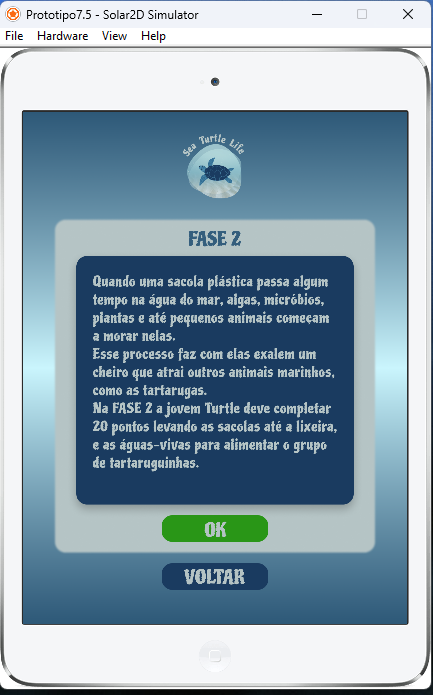 Prototipo7.5 - Solar2D Simulator
File Hardware View Help
Sea Turtle Life
FASE 2
Quando uma sacola plástica passa algum
tempo na água do mar, algas, micróbios,
plantas e até pequenos animais começam
a morar nelas.
Esse processo faz com elas exalem um
cheiro que atrai outros animais marinhos,
como as tartarugas.
Na FASE 2 a jovem Turtle deve completar
20 pontos levando as sacolas até a lixeira,
e as águas-vivas para alimentar o grupo
de tartaruguinhas.
OK
VOLTAR